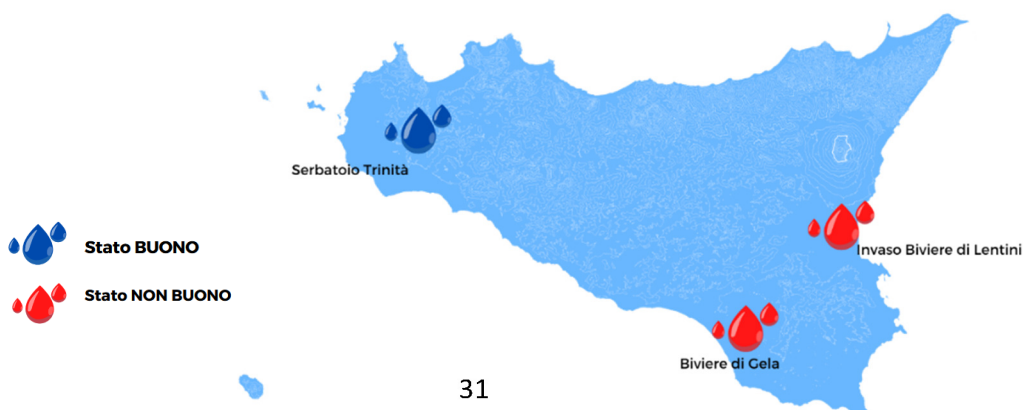 Serbatoio Trinità
Stato BUONO
Invaso Biviere di Lentini
Stato NON BUONO
Biviere di Gela
31